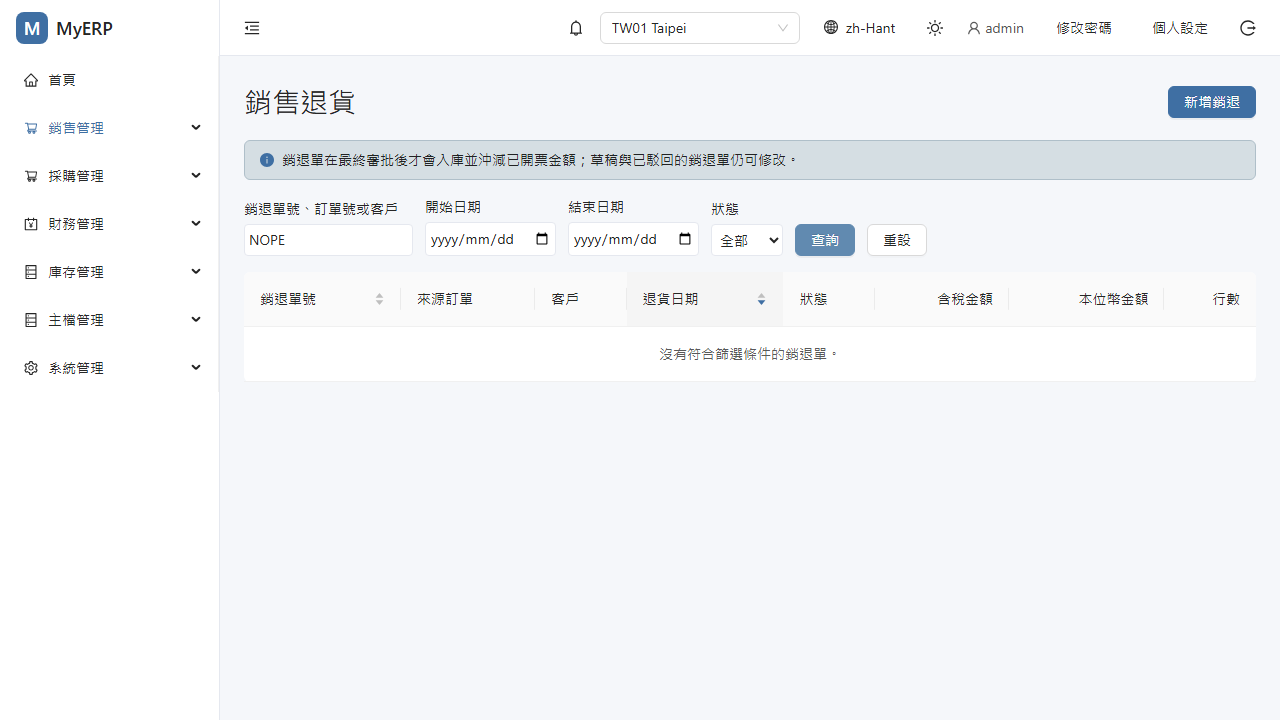 M MyERP
TW01 Taipei
zh-Hant
admin
修改密碼
個人設定
首頁
銷售管理
採購管理
財務管理
庫存管理
主檔管理
系統管理
銷售退貨
新增銷退
銷退單在最終審批後才會入庫並沖減已開票金額；草稿與已駁回的銷退單仍可修改。
銷退單號、訂單號或客戶
開始日期
結束日期
狀態
NOPE
yyyy/mm/dd
yyyy/mm/dd
全部
查詢
重設
銷退單號 來源訂單 客戶 退貨日期 狀態 含稅金額 本位幣金額 行數
沒有符合篩選條件的銷退單。